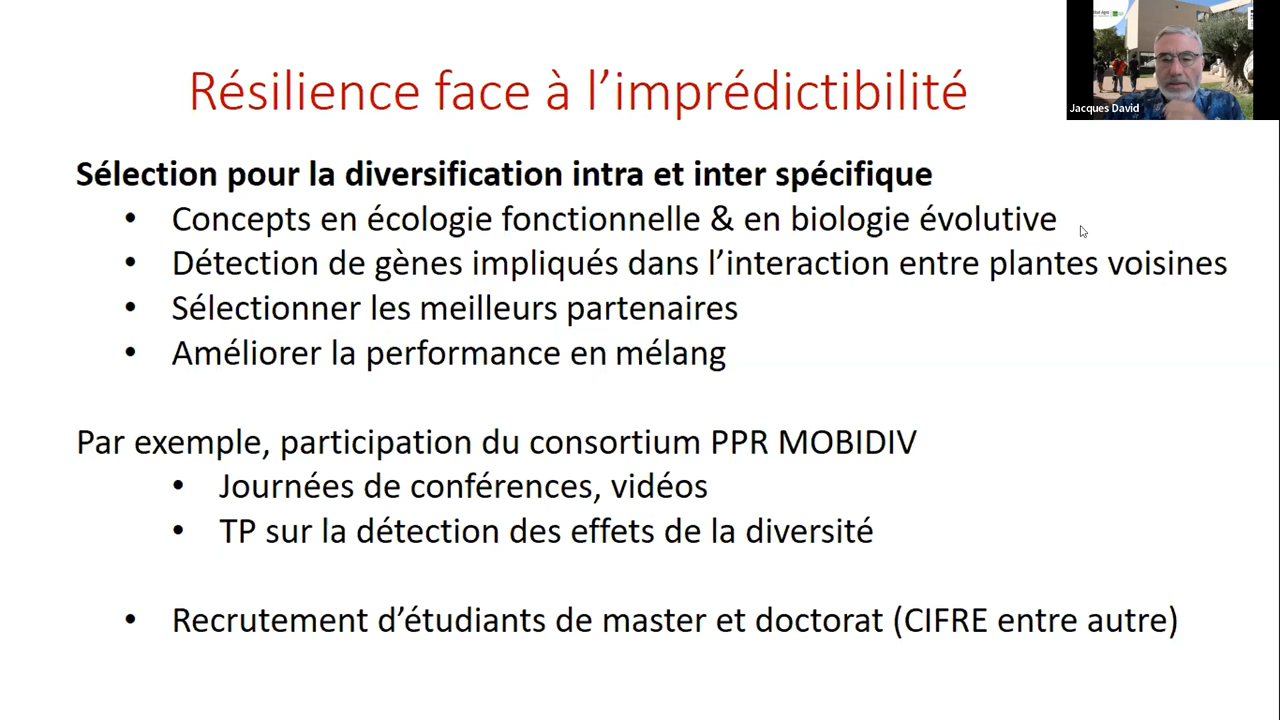 Résilience face à l’imprédictibilité
Jacques David
Sélection pour la diversification intra et inter spécifique
• Concepts en écologie fonctionnelle & en biologie évolutive
• Détection de gènes impliqués dans l’interaction entre plantes voisines
• Sélectionner les meilleurs partenaires
• Améliorer la performance en mélang
Par exemple, participation du consortium PPR MOBIDIV
• Journées de conférences, vidéos
• TP sur la détection des effets de la diversité
• Recrutement d’étudiants de master et doctorat (CIFRE entre autre)